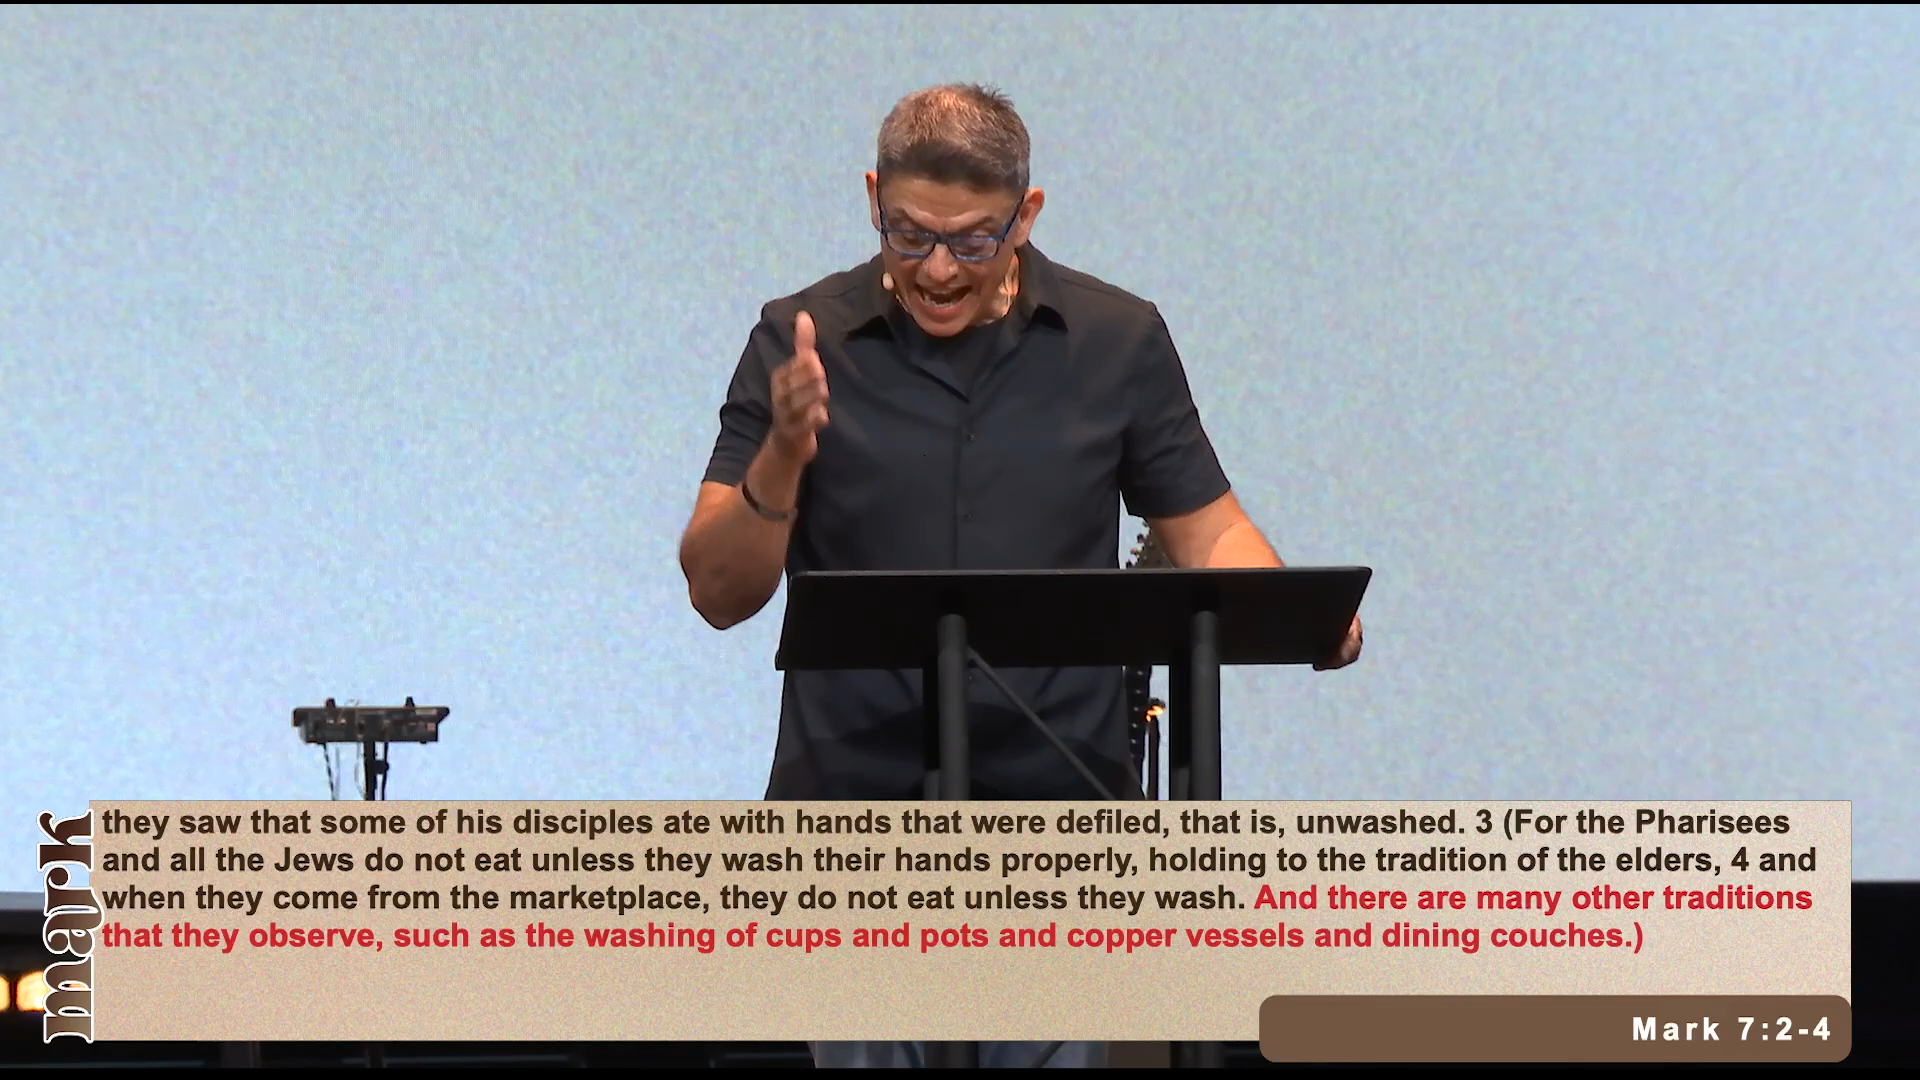 they saw that some of his disciples ate with hands that were defiled, that is, unwashed. 3 (For the Pharisees
and all the Jews do not eat unless they wash their hands properly, holding to the tradition of the elders, 4 and
when they come from the marketplace, they do not eat unless they wash. And there are many other traditions
that they observe, such as the washing of cups and pots and copper vessels and dining couches.)
mark
Mark 7:2-4